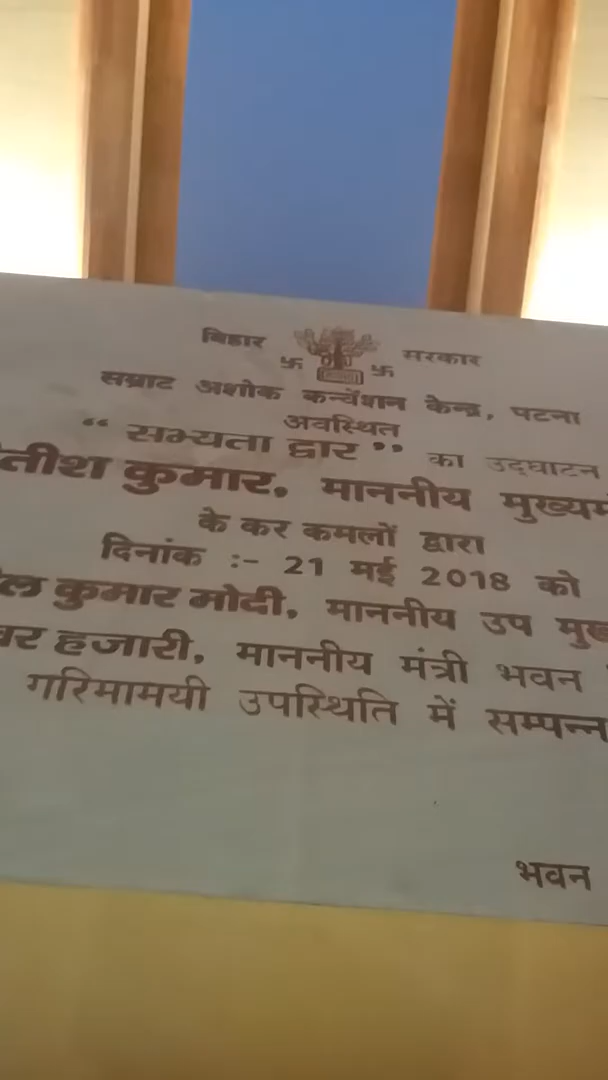 बिहार सरकार
सम्राट अशोक कन्वेंशन केन्द्र, पटना
अवस्थित
“ सभ्यता द्वार ” का उद्घाटन
तीश कुमार, माननीय मुख्यमं
के कर कमलों द्वारा
दिनांक :- 21 मई 2018 को
ल कुमार मोदी, माननीय उप मुख
वर हजारी, माननीय मंत्री भवन
गरिमामयी उपस्थिति में सम्पन्न
भवन